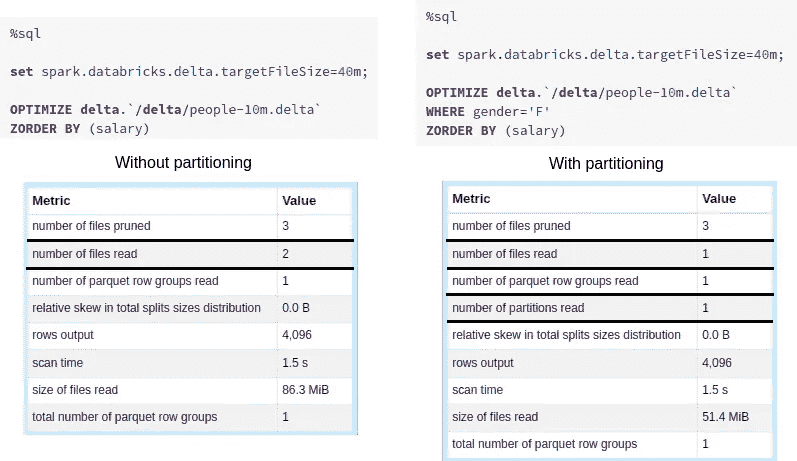 %sql
set spark.databricks.delta.targetFileSize=40m;
OPTIMIZE delta.`/delta/people-10m.delta`
ZORDER BY (salary)
Without partitioning
Metric Value
number of files pruned 3
number of files read 2
number of parquet row groups read 1
relative skew in total splits sizes distribution 0.0 B
rows output 4,096
scan time 1.5 s
size of files read 86.3 MiB
total number of parquet row groups 1
%sql
set spark.databricks.delta.targetFileSize=40m;
OPTIMIZE delta.`/delta/people-10m.delta`
WHERE gender='F'
ZORDER BY (salary)
With partitioning
Metric Value
number of files pruned 3
number of files read 1
number of parquet row groups read 1
number of partitions read 1
relative skew in total splits sizes distribution 0.0 B
rows output 4,096
scan time 1.5 s
size of files read 51.4 MiB
total number of parquet row groups 1